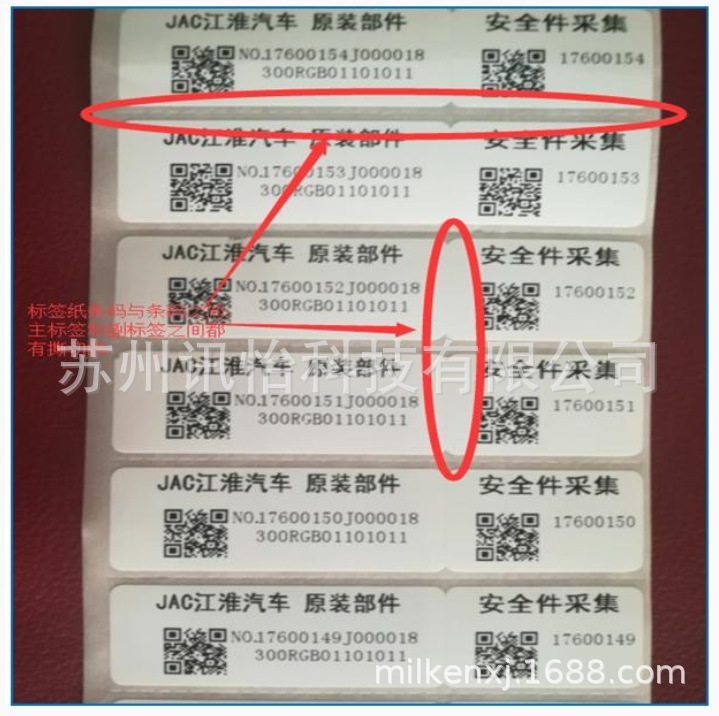 JAC江淮汽车 原装部件
安全件采集
NO.17600154J000018
300RGB01101011
17600154
JAC江淮汽车 原装部件
安全件采集
NO.17600153J000018
300RGB01101011
17600153
JAC江淮汽车 原装部件
安全件采集
NO.17600152J000018
300RGB01101011
17600152
标签纸条码与条码之间
主标签和副标签之间都
有撕
苏州讯怡科技有限公司
JAC江淮汽车 原装部件
安全件采集
NO.17600151J000018
300RGB01101011
17600151
JAC江淮汽车 原装部件
安全件采集
NO.17600150J000018
300RGB01101011
17600150
JAC江淮汽车 原装部件
安全件采集
NO.17600149J000018
300RGB01101011
17600149
milkenxj.1688.com